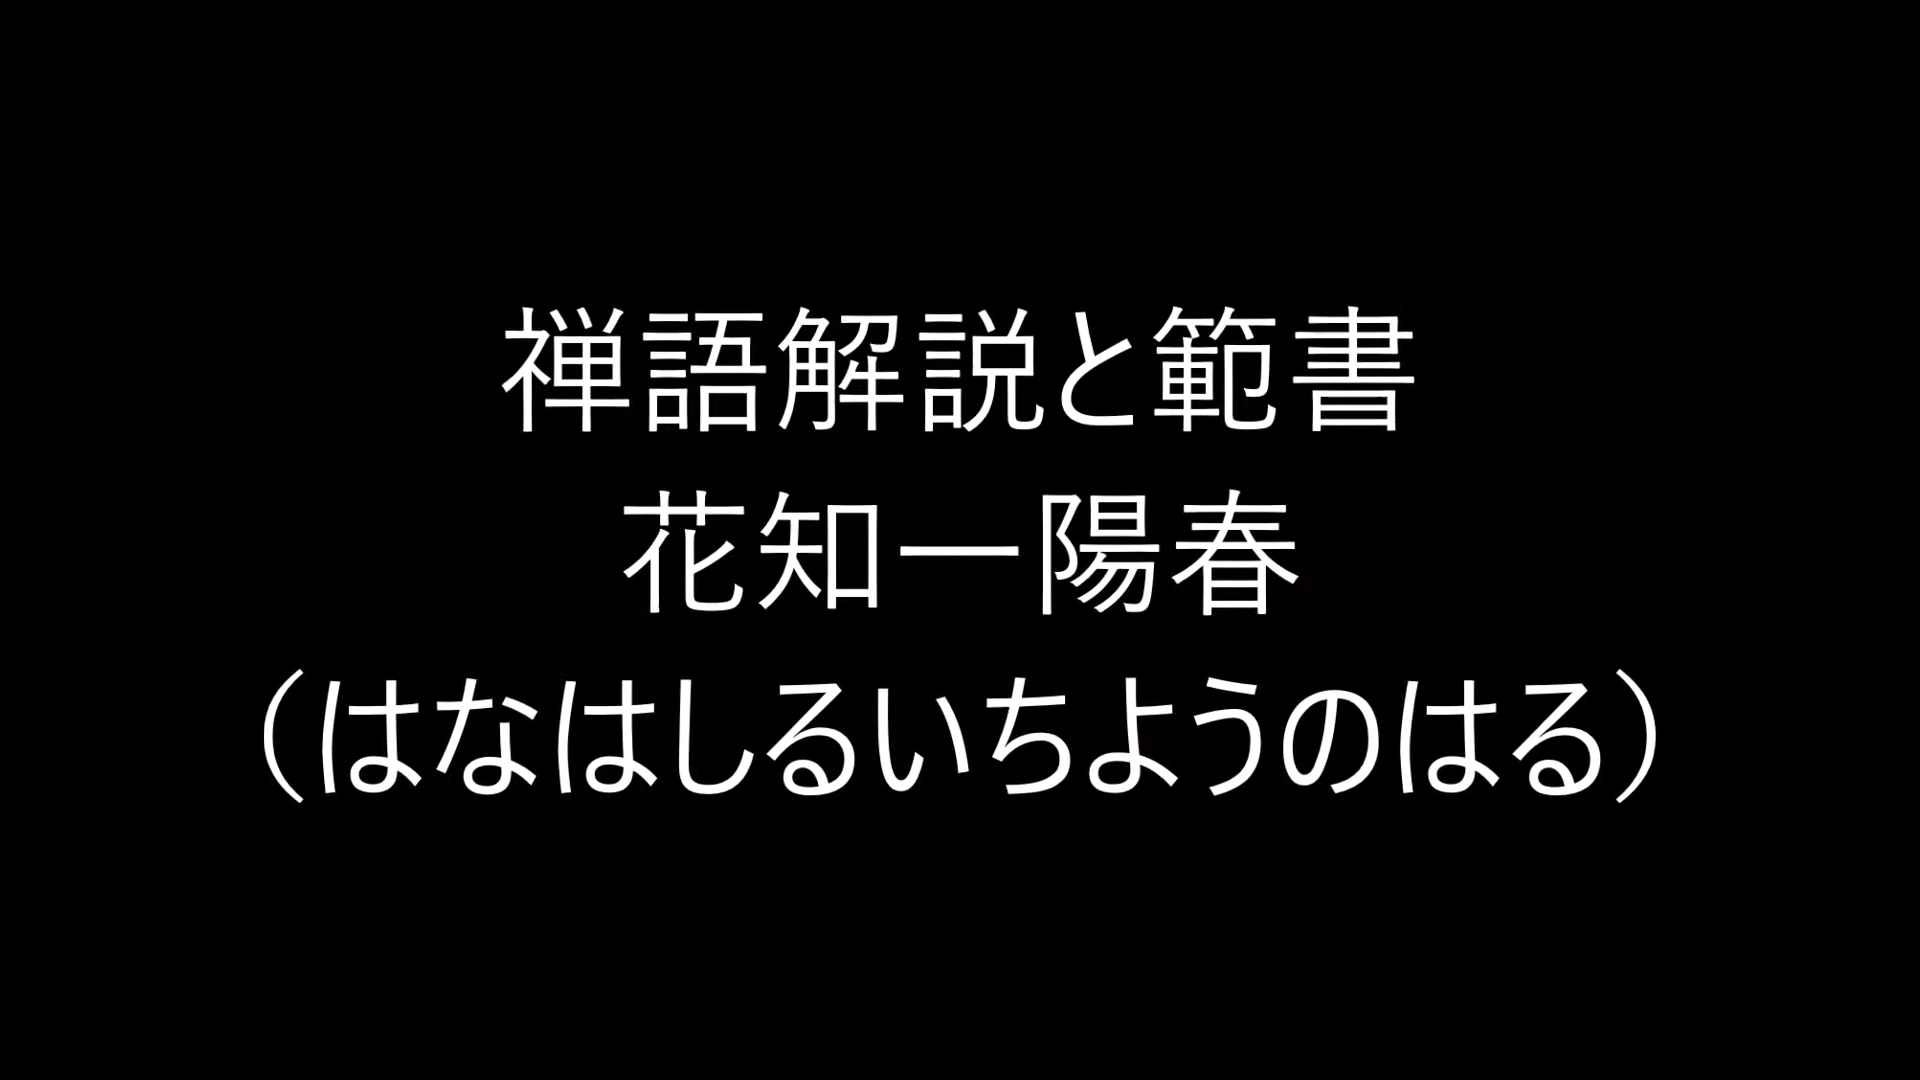 禅語解説と範書
花知一陽春
（はなはしるいちようのはる）